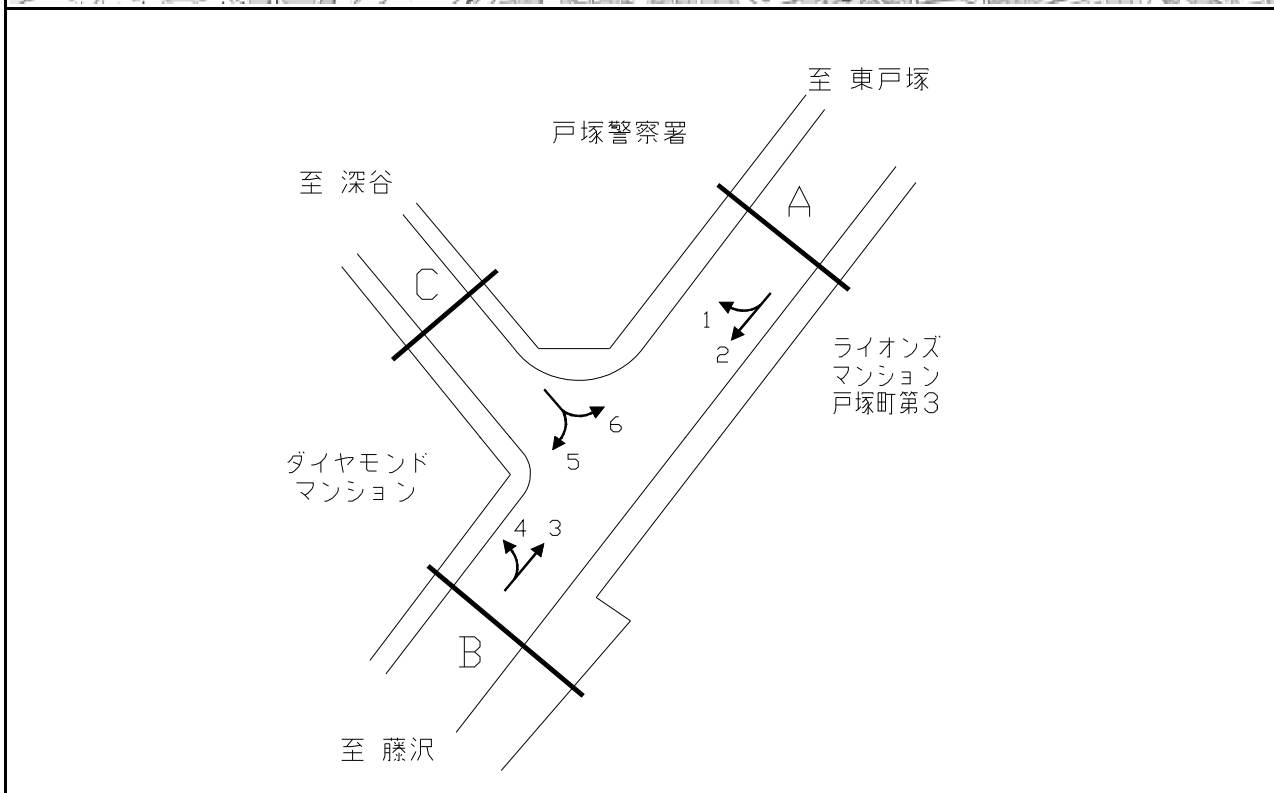 至 東戸塚
戸塚警察署
至 深谷
A
C
1
2
ライオンズ
マンション
戸塚町第3
6
5
ダイヤモンド
マンション
4 3
B
至 藤沢